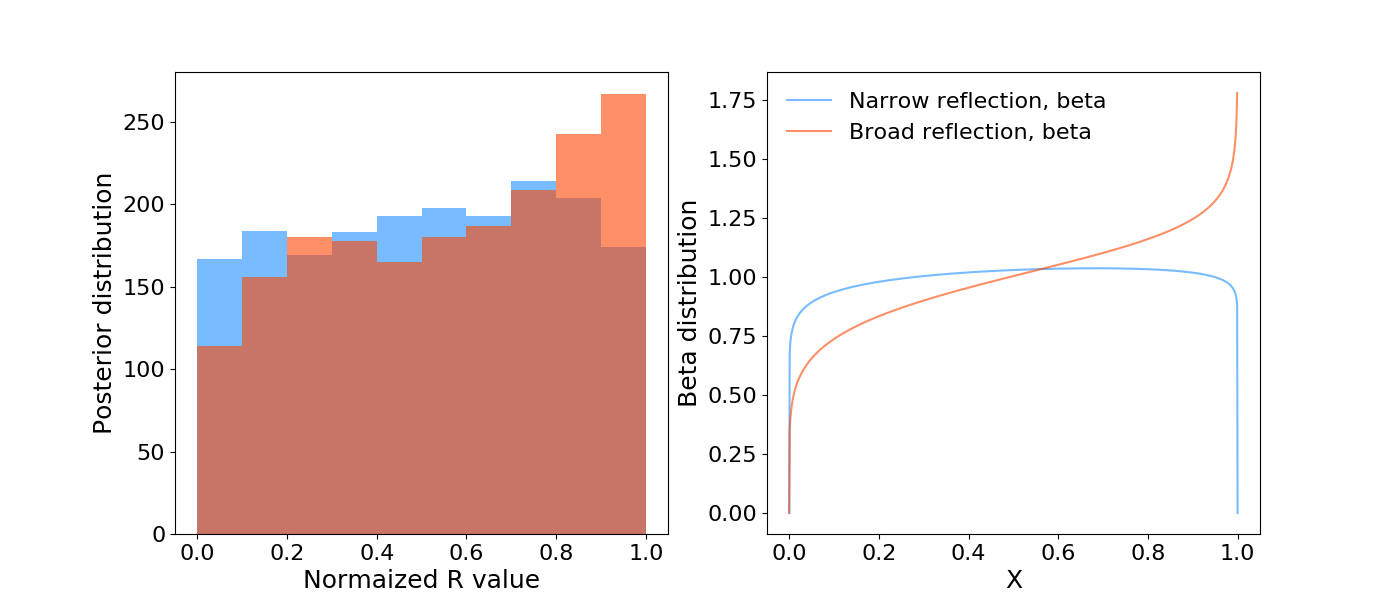 Posterior distribution
250
200
150
100
50
0
0.0 0.2 0.4 0.6 0.8 1.0
Normaized R value
Beta distribution
1.75
1.50
1.25
1.00
0.75
0.50
0.25
0.00
0.0 0.2 0.4 0.6 0.8 1.0
X
Narrow reflection, beta
Broad reflection, beta